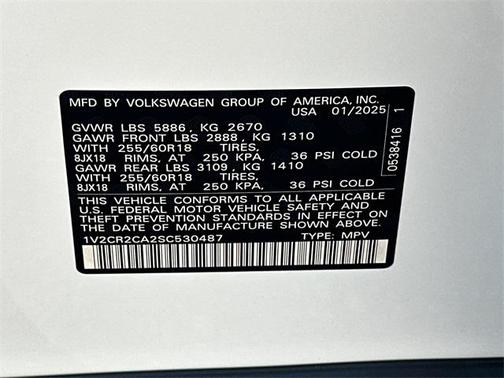 MFD BY VOLKSWAGEN GROUP OF AMERICA, INC.
USA 01/2025
GVWR LBS 5886, KG 2670
GAWR FRONT LBS 2888, KG 1310
WITH 255/60R18 TIRES,
8JX18 RIMS, AT 250 KPA, 36 PSI COLD
GAWR REAR LBS 3109, KG 1410
WITH 255/60R18 TIRES,
8JX18 RIMS, AT 250 KPA, 36 PSI COLD
THIS VEHICLE CONFORMS TO ALL APPLICABLE
U.S. FEDERAL MOTOR VEHICLE SAFETY AND
THEFT PREVENTION STANDARDS IN EFFECT ON
THE DATE OF MANUFACTURE SHOWN ABOVE.
1V2CR2CA2SC530487 TYPE: MPV
0538416 1